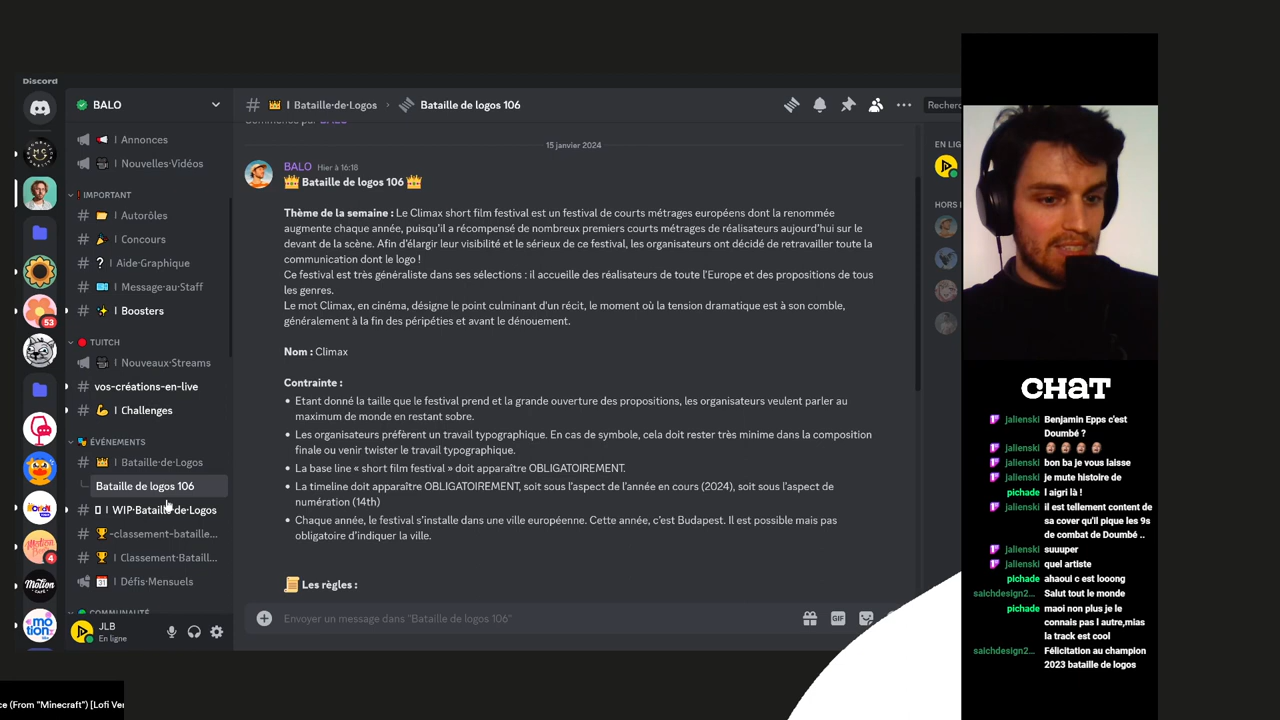 Discord
BALO
Annonces
Nouvelles·Vidéos
IMPORTANT
Autorôles
Concours
Aide·Graphique
Message·au·Staff
Boosters
TUITCH
Nouveaux·Streams
vos-créations-en-live
Challenges
ÉVÉNEMENTS
Bataille·de·Logos
Bataille de logos 106
WIP·Bataille·de·Logos
-classement-bataille...
Classement·Bataill...
Défis·Mensuels
COMMUNAUTÉ
JLB
En ligne
53
4
Bataille·de·Logos
Bataille de logos 106
Recherc
Commencé par BALO
15 janvier 2024
BALO Hier à 16:18
Bataille de logos 106
Thème de la semaine : Le Climax short film festival est un festival de courts métrages européens dont la renommée
augmente chaque année, puisqu'il a récompensé de nombreux premiers courts métrages de réalisateurs aujourd'hui sur le
devant de la scène. Afin d'élargir leur visibilité et le sérieux de ce festival, les organisateurs ont décidé de retravailler toute la
communication dont le logo !
Ce festival est très généraliste dans ses sélections : il accueille des réalisateurs de toute l'Europe et des propositions de tous
les genres.
Le mot Climax, en cinéma, désigne le point culminant d'un récit, le moment où la tension dramatique est à son comble,
généralement à la fin des péripéties et avant le dénouement.
Nom : Climax
Contrainte :
• Etant donné la taille que le festival prend et la grande ouverture des propositions, les organisateurs veulent parler au
maximum de monde en restant sobre.
• Les organisateurs préfèrent un travail typographique. En cas de symbole, cela doit rester très minime dans la composition
finale ou venir twister le travail typographique.
• La base line « short film festival » doit apparaître OBLIGATOIREMENT.
• La timeline doit apparaître OBLIGATOIREMENT, soit sous l'aspect de l'année en cours (2024), soit sous l'aspect de
numération (14th)
• Chaque année, le festival s'installe dans une ville européenne. Cette année, c'est Budapest. Il est possible mais pas
obligatoire d'indiquer la ville.
Les règles :
Envoyer un message dans "Bataille de logos 106"
GIF
EN LIG
HORS L
CHAT
jalienski Benjamin Epps c'est
Doumbé ?
jalienski
jalienski bon ba je vous laisse
jalienski je mute histoire de
pichade l aigri là !
jalienski il est tellement content de
sa cover qu'il pique les 9s
de combat de Doumbé ..
jalienski suuuper
jalienski quel artiste
pichade ahaoui c est looong
saichdesign2... Salut tout le monde
pichade maoi non plus je le
connais pas l autre,mias
la track est cool
saichdesign2... Félicitation au champion
2023 bataille de logos
ce (From "Minecraft") [Lofi Ver